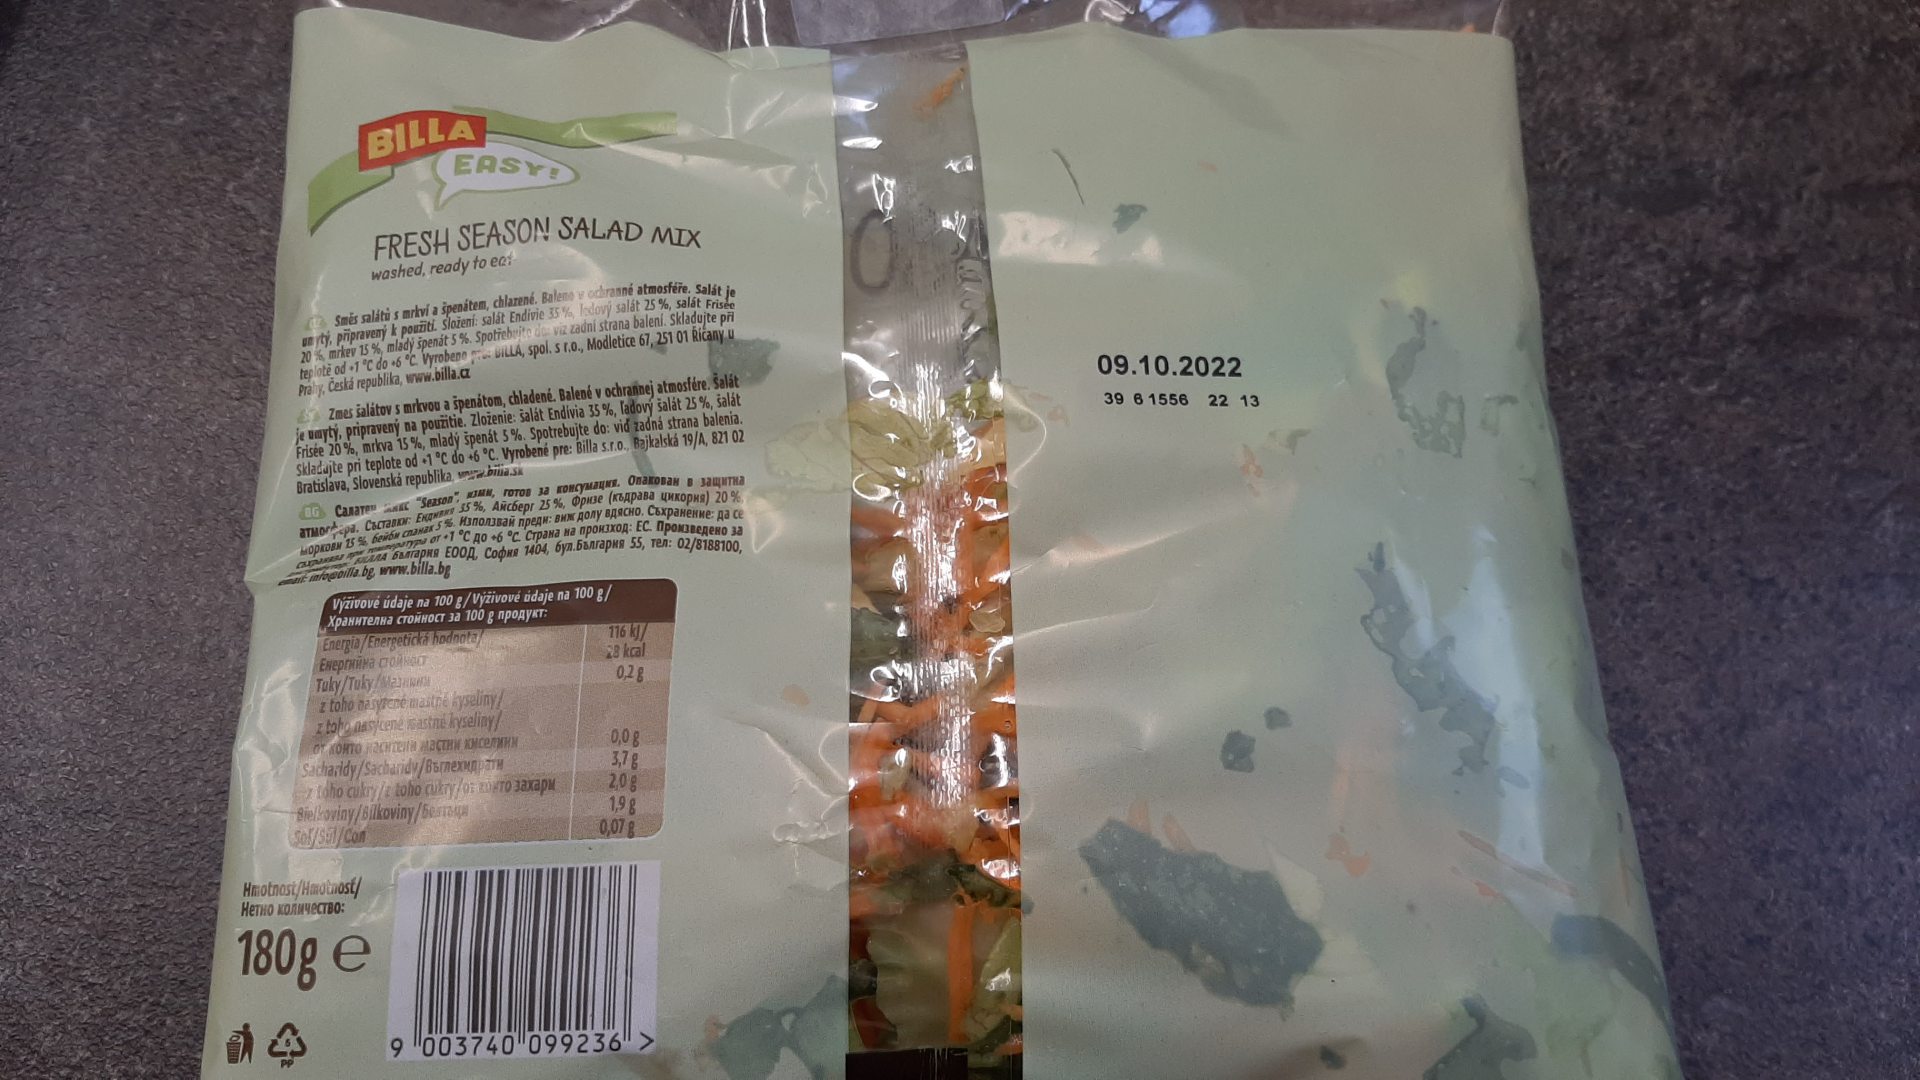 BILLA
EASY!
FRESH SEASON SALAD MIX
washed, ready to eat
Směs salátů s mrkví a špenátem, chlazené. Baleno v ochranné atmosféře. Salát je
umytý, připravený k použití. Složení: salát Endivie 35 %, ledový salát 25 %, salát Frisée
20 %, mrkev 15 %, mladý špenát 5 %. Spotřebujte do: viz zadní strana balení. Skladujte při
teplotě od +1 °C do +6 °C. Vyrobeno pro: BILLA, spol. s r.o., Modletice 67, 251 01 Říčany u
Prahy, Česká republika, www.billa.cz
Zmes šalátov s mrkvou a špenátom, chladené. Balené v ochrannej atmosfére. Šalát
je umytý, pripravený na použitie. Zloženie: šalát Endívia 35 %, ľadový šalát 25 %, šalát
Frisée 20 %, mrkva 15 %, mladý špenát 5 %. Spotrebujte do: viď zadná strana balenia.
Skladujte pri teplote od +1 °C do +6 °C. Vyrobené pre: Billa s.r.o., Bajkalská 19/A, 821 02
Bratislava, Slovenská republika, www.billa.sk
BG Салатен микс "Season", измит, готов за консумация. Опакован в защитна
атмосфера. Съставки: Ендивия 35 %, Айсберг 25 %, Фризе (къдрава цикория) 20 %,
моркови 15 %, бейби спанак 5 %. Използвай преди: виж долу вдясно. Съхранение: да се
съхранява при температура от +1 °C до +6 °C. Страна на произход: ЕС. Произведено за
БИЛЛА България ЕООД, София 1404, бул.България 55, тел: 02/8188100,
email: info@billa.bg, www.billa.bg
Výživové údaje na 100 g/Výživové údaje na 100 g/
Хранителна стойност за 100 g продукт:
Energia/Energetická hodnota/
Енергийна стойност
116 kJ/
28 kcal
Tuky/Tuky/Мазнини
0,2 g
z toho nasýtené mastné kyseliny/
z toho nasycené mastné kyseliny/
от които наситени мастни киселини
0,0 g
Sacharidy/Sacharidy/Въглехидрати
3,7 g
z toho cukry/z toho cukry/от които захари
2,0 g
Bielkoviny/Bílkoviny/Белтъци
1,9 g
Soľ/Sůl/Сол
0,07 g
Hmotnost/Hmotnosť/
Нетно количество:
180g e
9 003740 099236 >
5
PP
09.10.2022
39 6 1556 22 13